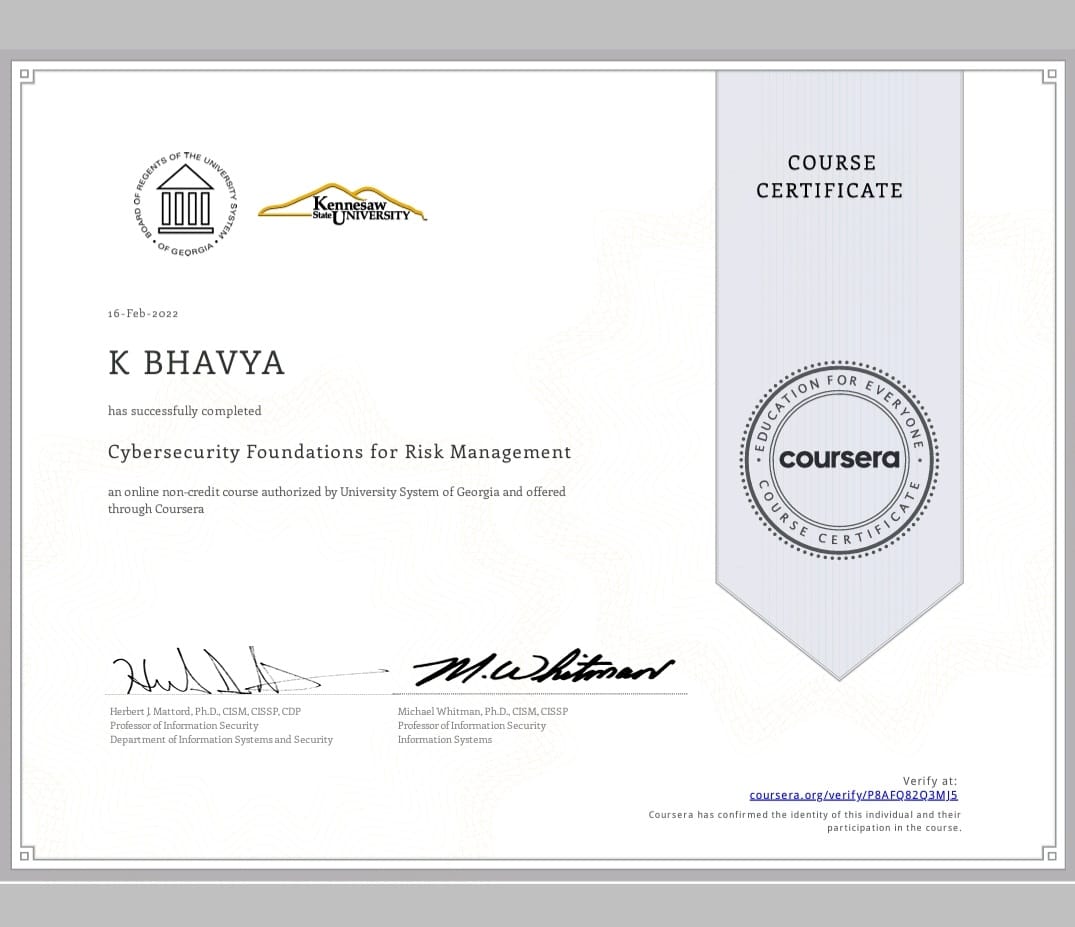 BOARD OF REGENTS OF THE UNIVERSITY SYSTEM
• OF GEORGIA •
Kennesaw
State UNIVERSITY
COURSE
CERTIFICATE
16-Feb-2022
K BHAVYA
has successfully completed
Cybersecurity Foundations for Risk Management
an online non-credit course authorized by University System of Georgia and offered
through Coursera
EDUCATION FOR EVERYONE
coursera
COURSE CERTIFICATE
M. Whitman
Herbert J. Mattord, Ph.D., CISM, CISSP, CDP
Professor of Information Security
Department of Information Systems and Security
Michael Whitman, Ph.D., CISM, CISSP
Professor of Information Security
Information Systems
Verify at:
coursera.org/verify/P8AFQ82Q3MJ5
Coursera has confirmed the identity of this individual and their
participation in the course.